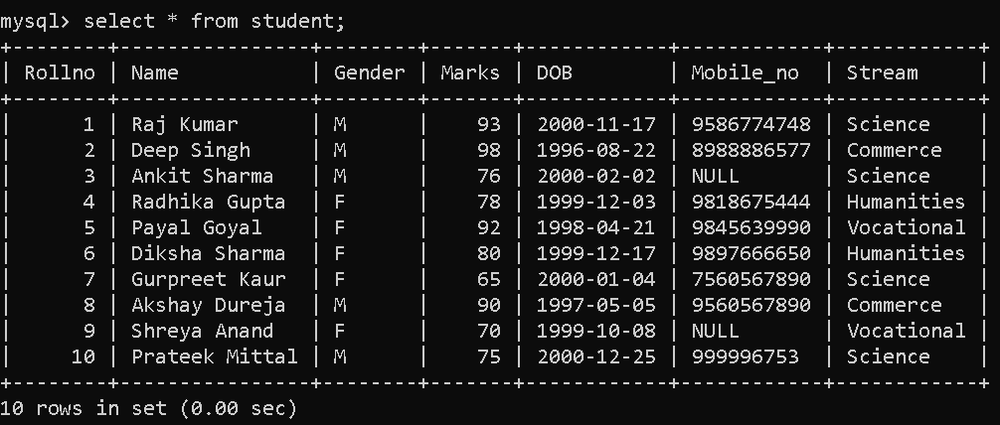 mysql> select * from student;
+--------+----------------+--------+-------+------------+------------+------------+
| Rollno | Name           | Gender | Marks | DOB        | Mobile_no  | Stream     |
+--------+----------------+--------+-------+------------+------------+------------+
|      1 | Raj Kumar      | M      |    93 | 2000-11-17 | 9586774748 | Science    |
|      2 | Deep Singh     | M      |    98 | 1996-08-22 | 8988886577 | Commerce   |
|      3 | Ankit Sharma   | M      |    76 | 2000-02-02 | NULL       | Science    |
|      4 | Radhika Gupta  | F      |    78 | 1999-12-03 | 9818675444 | Humanities |
|      5 | Payal Goyal    | F      |    92 | 1998-04-21 | 9845639990 | Vocational |
|      6 | Diksha Sharma  | F      |    80 | 1999-12-17 | 9897666650 | Humanities |
|      7 | Gurpreet Kaur  | F      |    65 | 2000-01-04 | 7560567890 | Science    |
|      8 | Akshay Dureja  | M      |    90 | 1997-05-05 | 9560567890 | Commerce   |
|      9 | Shreya Anand   | F      |    70 | 1999-10-08 | NULL       | Vocational |
|     10 | Prateek Mittal | M      |    75 | 2000-12-25 | 999996753  | Science    |
+--------+----------------+--------+-------+------------+------------+------------+
10 rows in set (0.00 sec)